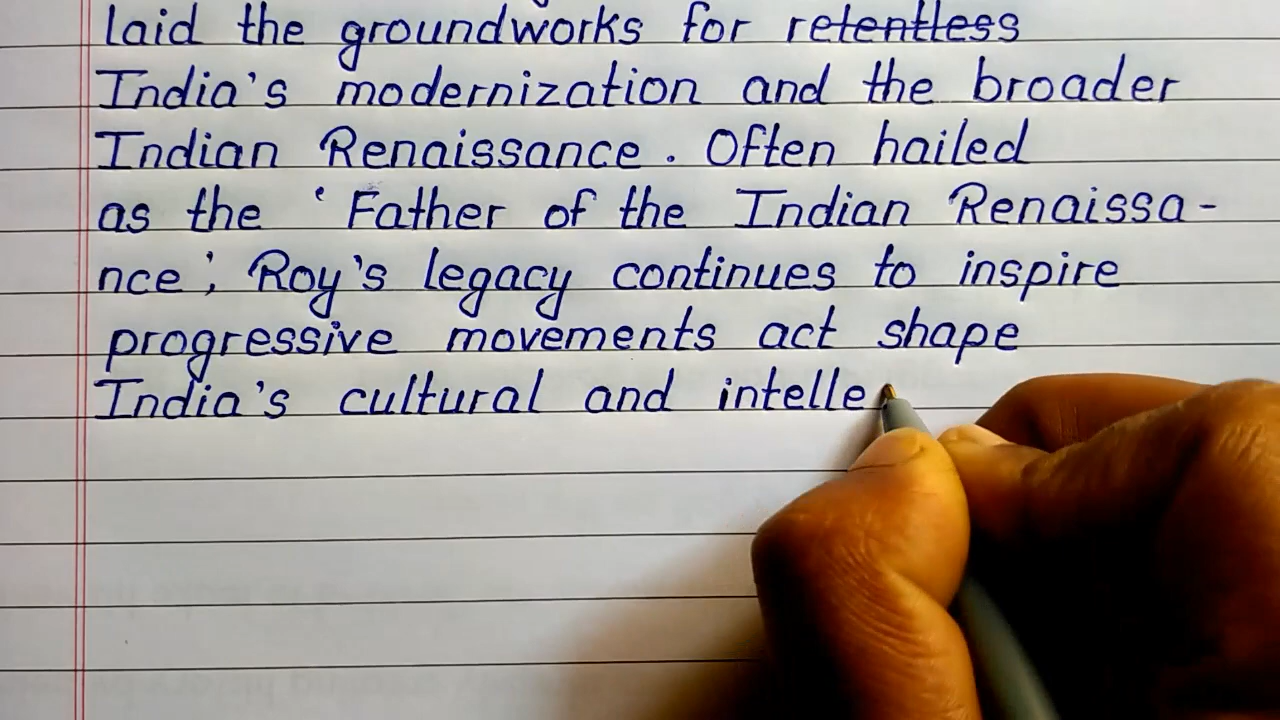 laid the groundworks for retentless
India's modernization and the broader
Indian Renaissance. Often hailed
as the 'Father of the Indian Renaissa-
nce', Roy's legacy continues to inspire
progressive movements act shape
India's cultural and intelle